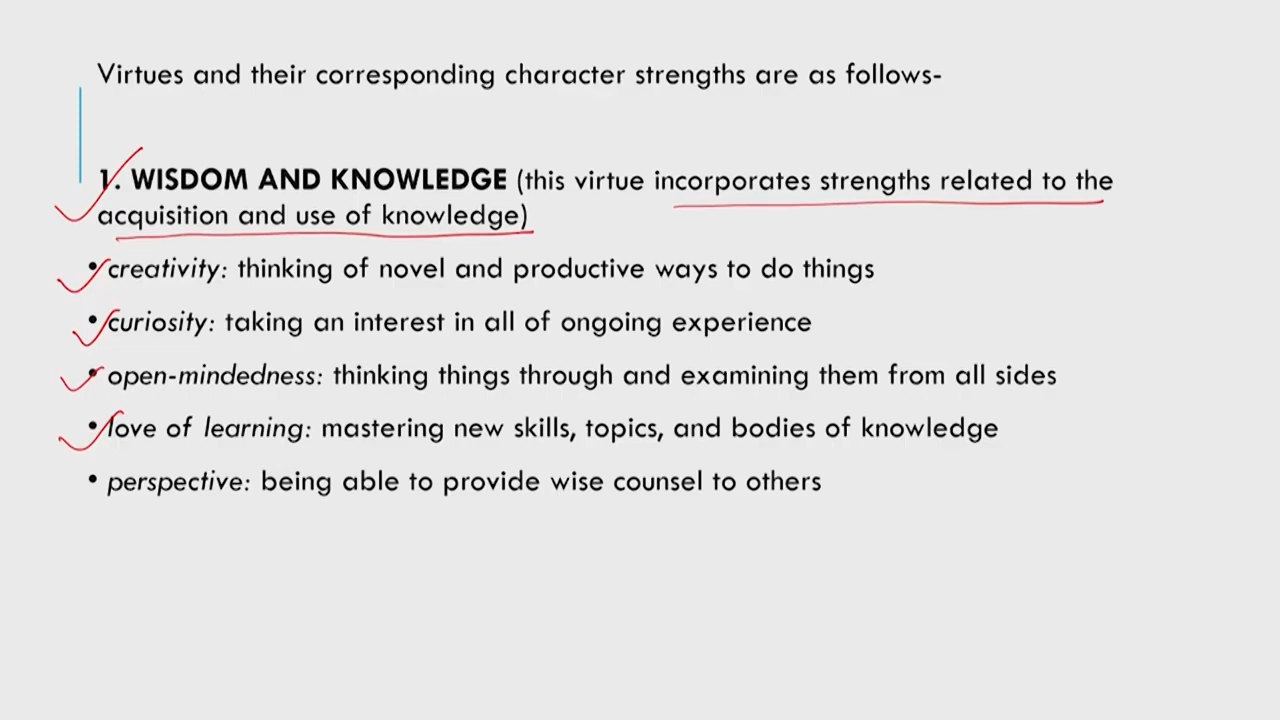 Virtues and their corresponding character strengths are as follows-
1. WISDOM AND KNOWLEDGE (this virtue incorporates strengths related to the
acquisition and use of knowledge)
• creativity: thinking of novel and productive ways to do things
• curiosity: taking an interest in all of ongoing experience
• open-mindedness: thinking things through and examining them from all sides
• love of learning: mastering new skills, topics, and bodies of knowledge
• perspective: being able to provide wise counsel to others